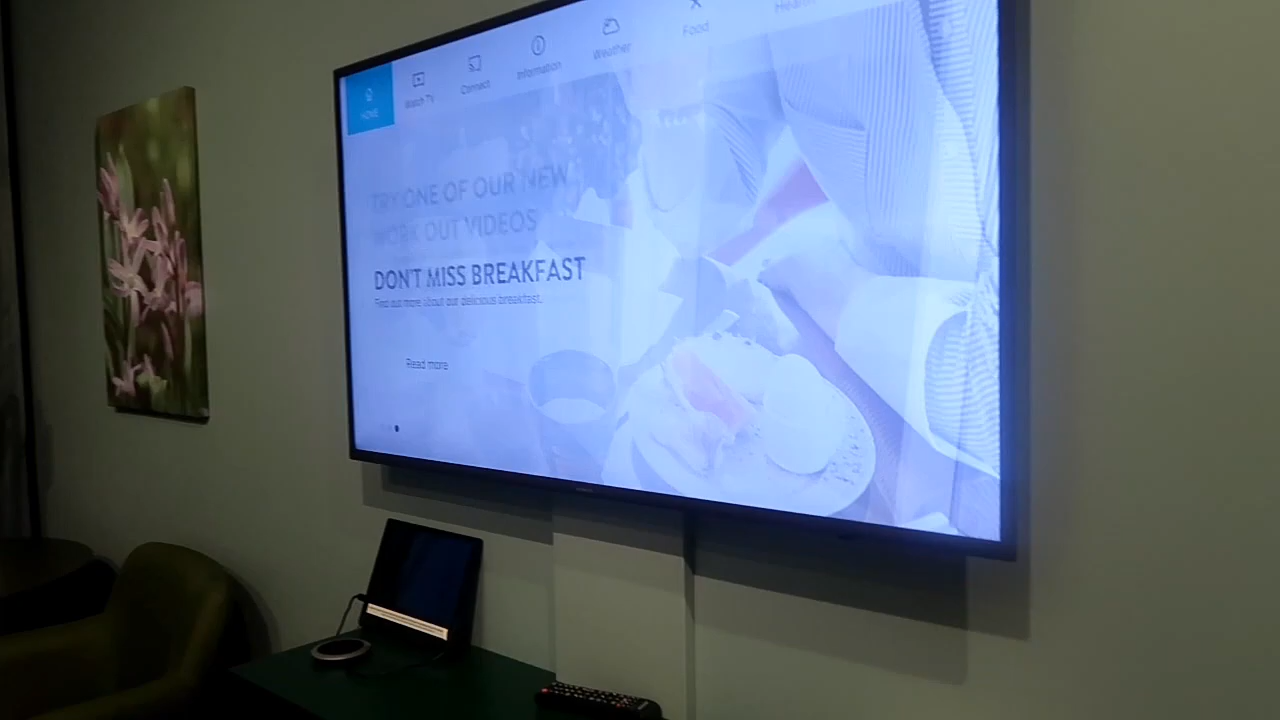 HOME
Watch TV
Connect
Information
Weather
Food
Health
TRY ONE OF OUR NEW
WORK OUT VIDEOS
DON'T MISS BREAKFAST
Find out more about our delicious breakfast.
Read more